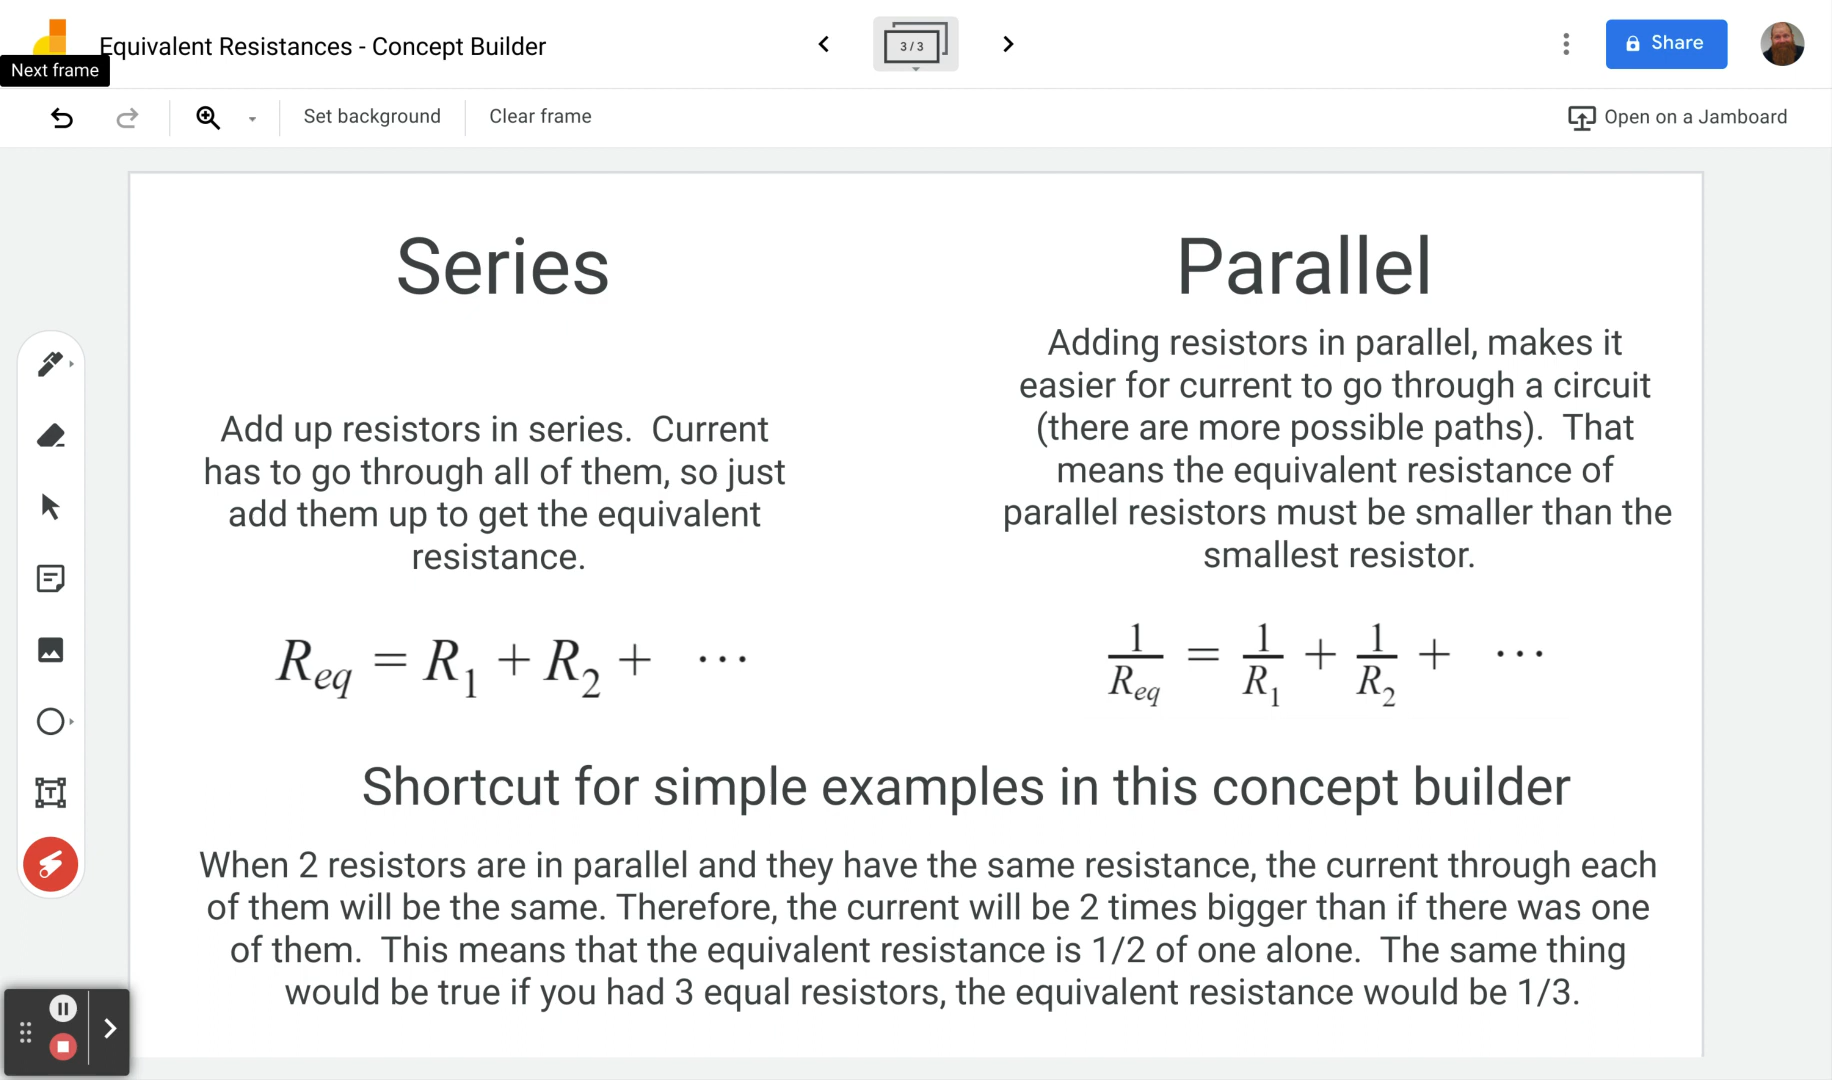 Equivalent Resistances - Concept Builder
Next frame
3 / 3
Share
Set background
Clear frame
Open on a Jamboard
Series
Add up resistors in series.  Current
has to go through all of them, so just
add them up to get the equivalent
resistance.
R_eq = R_1 + R_2 + ⋯
Parallel
Adding resistors in parallel, makes it
easier for current to go through a circuit
(there are more possible paths).  That
means the equivalent resistance of
parallel resistors must be smaller than the
smallest resistor.
1/R_eq = 1/R_1 + 1/R_2 + ⋯
Shortcut for simple examples in this concept builder
When 2 resistors are in parallel and they have the same resistance, the current through each
of them will be the same. Therefore, the current will be 2 times bigger than if there was one
of them.  This means that the equivalent resistance is 1/2 of one alone.  The same thing
would be true if you had 3 equal resistors, the equivalent resistance would be 1/3.